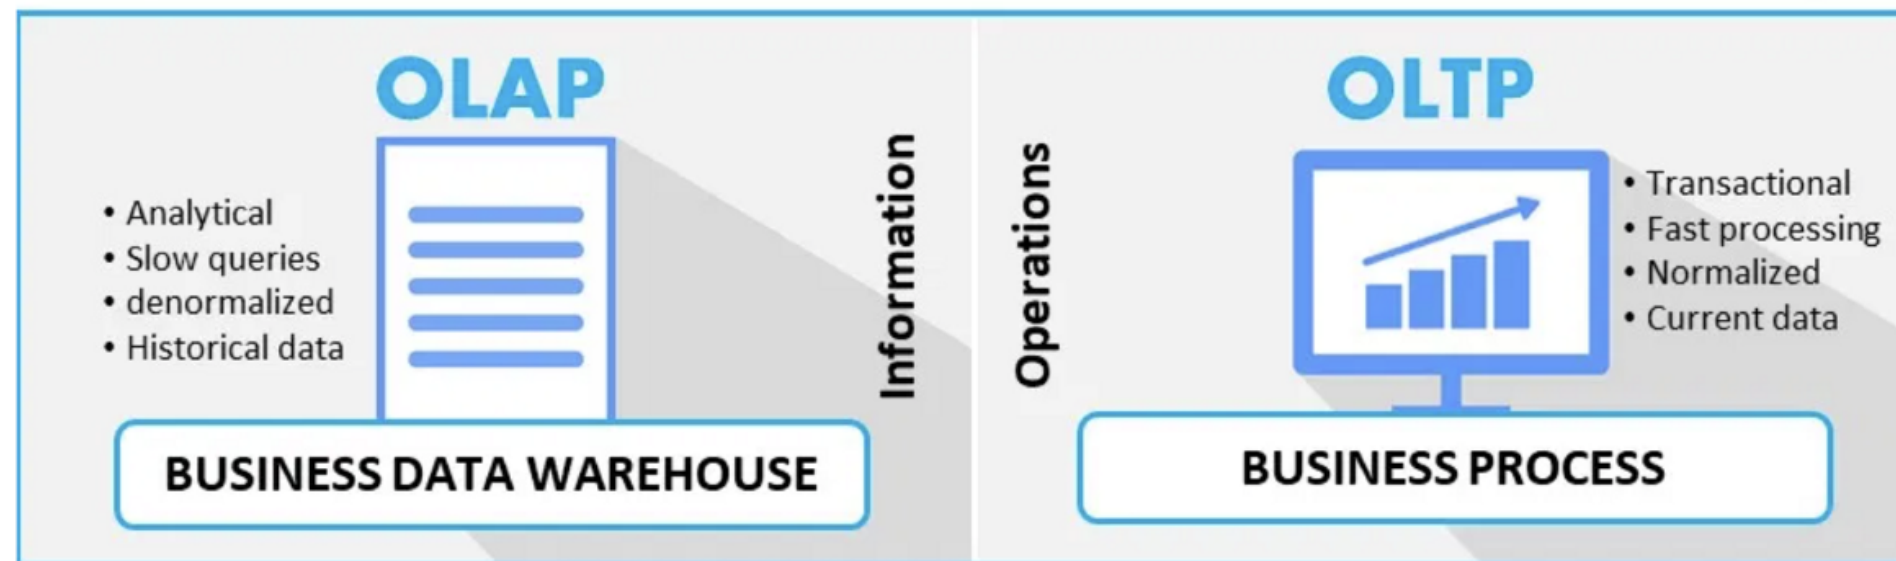 OLAP
• Analytical
• Slow queries
• denormalized
• Historical data
Information
BUSINESS DATA WAREHOUSE
OLTP
Operations
• Transactional
• Fast processing
• Normalized
• Current data
BUSINESS PROCESS